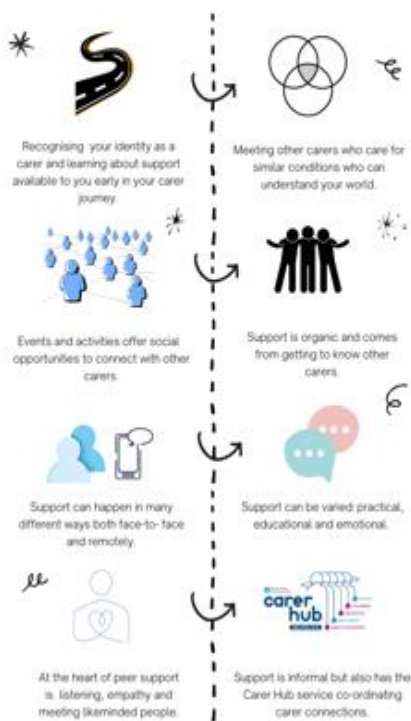 Recognising your identity as a
carer and learning about support
available to you early in your carer
journey.
Meeting other carers who care for
similar conditions who can
understand your world.
Events and activities offer social
opportunities to connect with other
carers.
Support is organic and comes
from getting to know other
carers.
Support can happen in many
different ways both face-to- face
and remotely.
Support can be varied: practical,
educational and emotional.
At the heart of peer support
is listening, empathy and
meeting likeminded people.
carer
hub
Support is informal but also has the
Carer Hub service co-ordinating
carer connections.